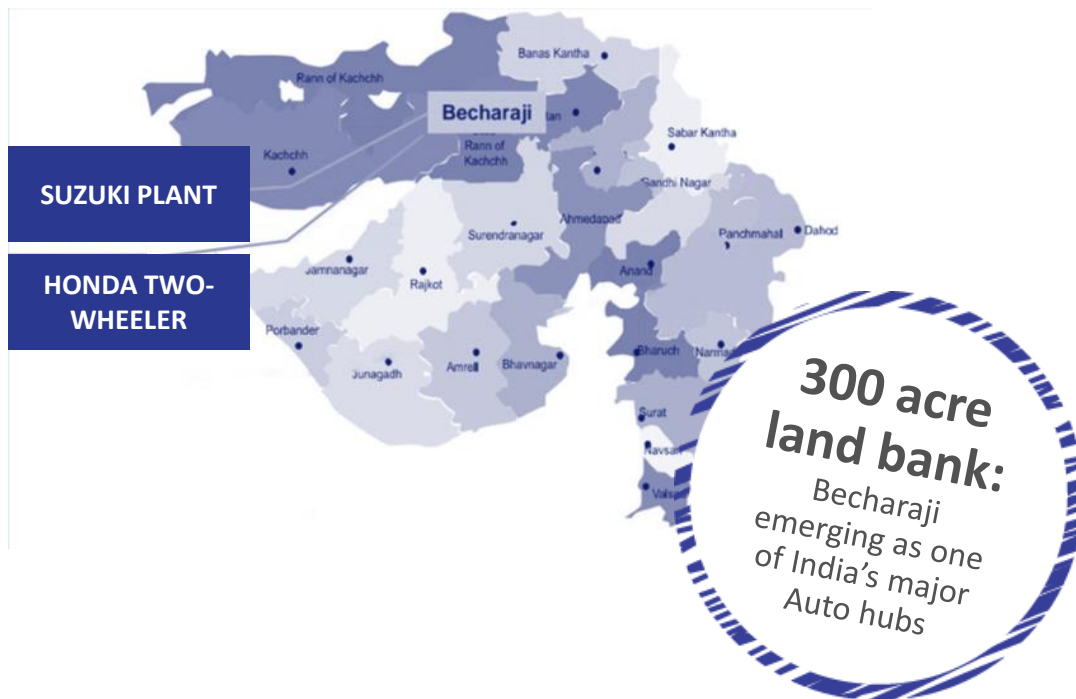 Banas Kantha
Rann of Kachchh
Becharaji
Rann of
Kachchh
Sabar Kantha
Kachchh
Gandhi Nagar
SUZUKI PLANT
Ahmedabad
Surendranagar
Panchmahal
Dahod
Jamnagar
Rajkot
Anand
HONDA TWO-
WHEELER
Porbander
Junagadh
Amreli
Bhavnagar
Bharuch
Surat
Navsari
300 acre
land bank:
Becharaji
emerging as one
of India's major
Auto hubs